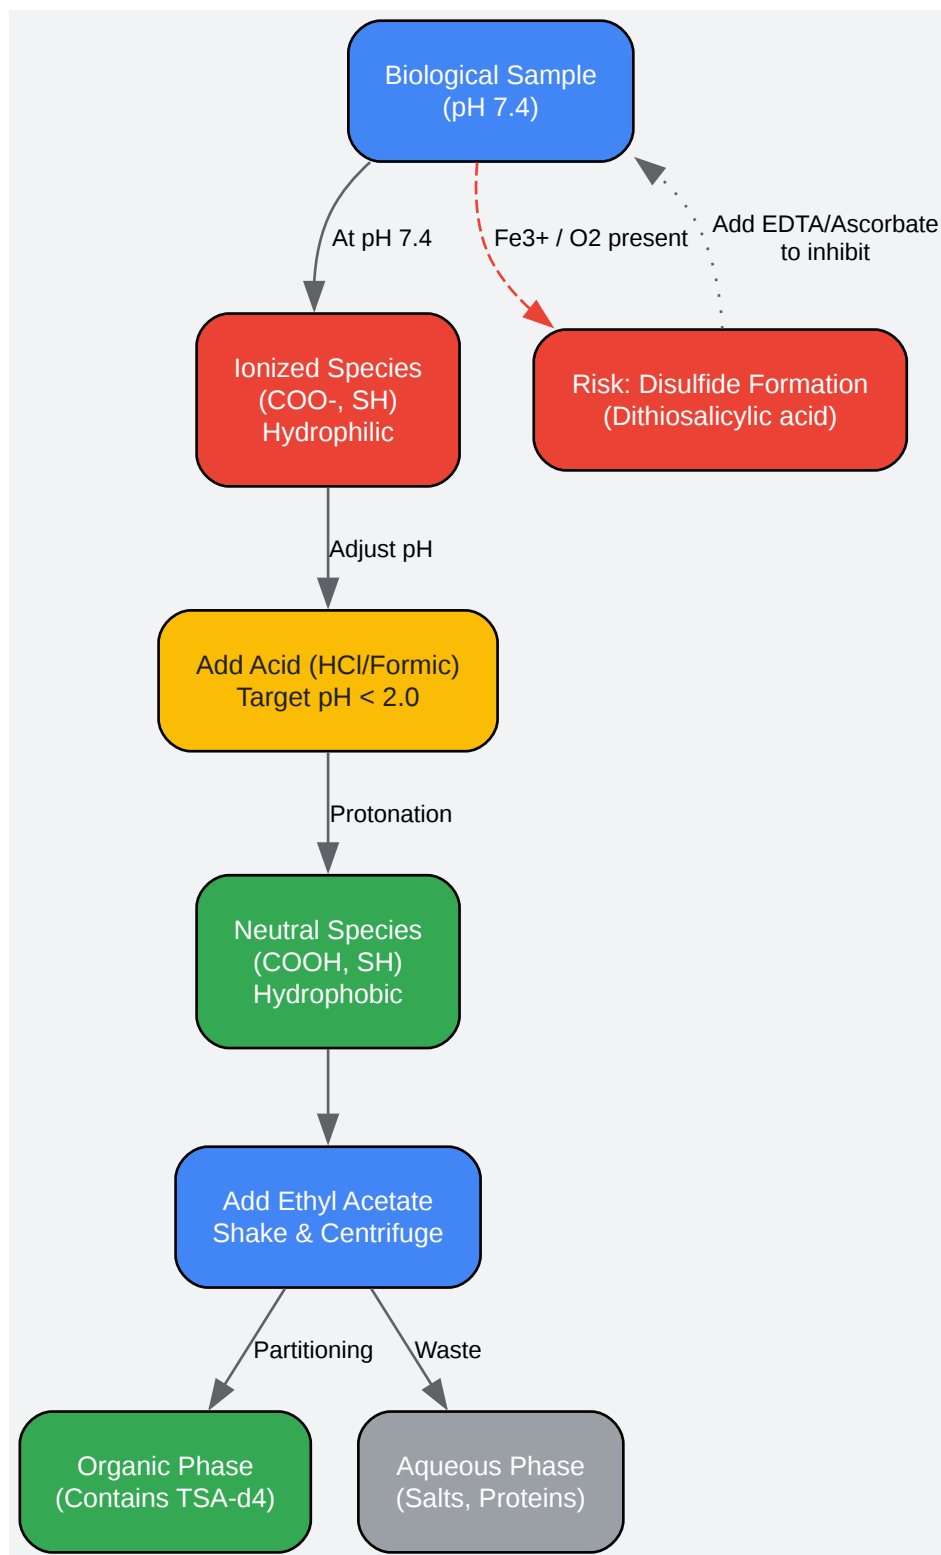 Biological Sample
(pH 7.4)
At pH 7.4
Fe3+ / O2 present
Add EDTA/Ascorbate
to inhibit
Ionized Species
(COO-, SH)
Hydrophilic
Risk: Disulfide Formation
(Dithiosalicylic acid)
Adjust pH
Add Acid (HCl/Formic)
Target pH < 2.0
Protonation
Neutral Species
(COOH, SH)
Hydrophobic
Add Ethyl Acetate
Shake & Centrifuge
Partitioning
Waste
Organic Phase
(Contains TSA-d4)
Aqueous Phase
(Salts, Proteins)